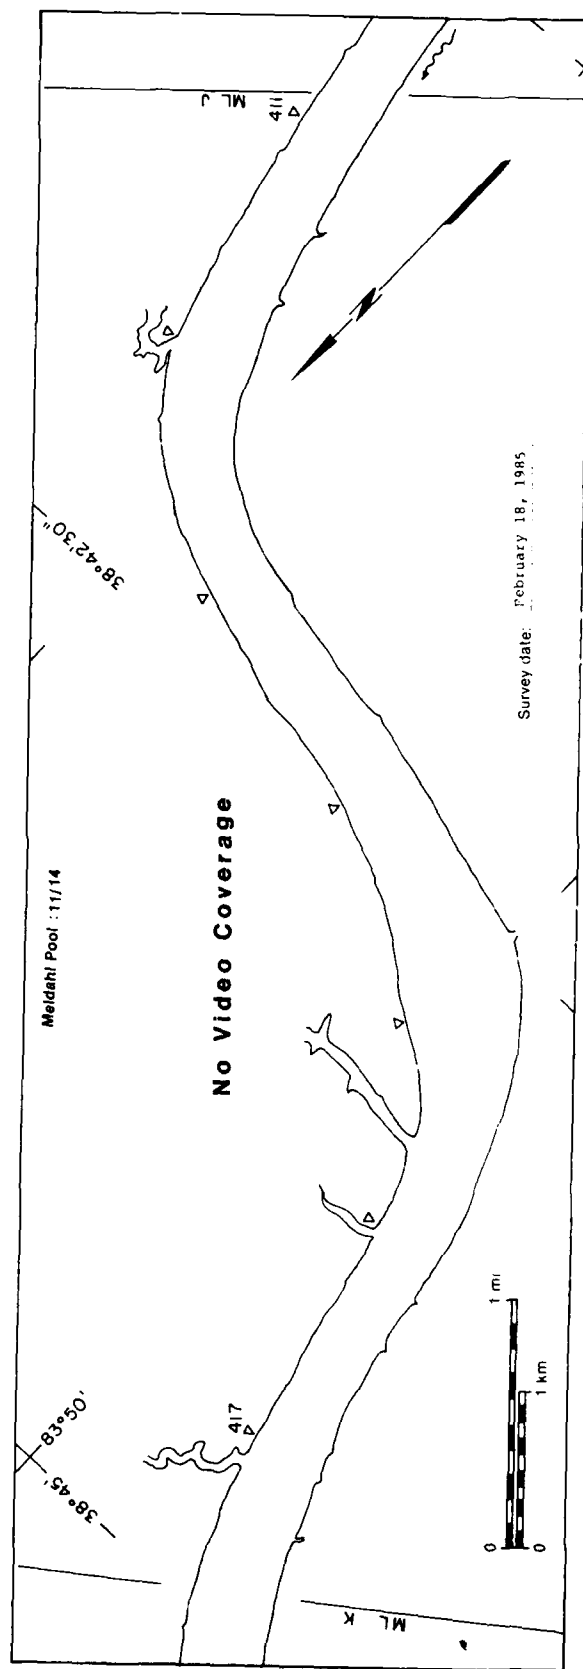 Meldahl Pool : 11/14
83°50'
38°45'
38°42'30"
ML J
411
417
No Video Coverage
N
ML K
0
1 mi
0
1 km
Survey date: February 18, 1985